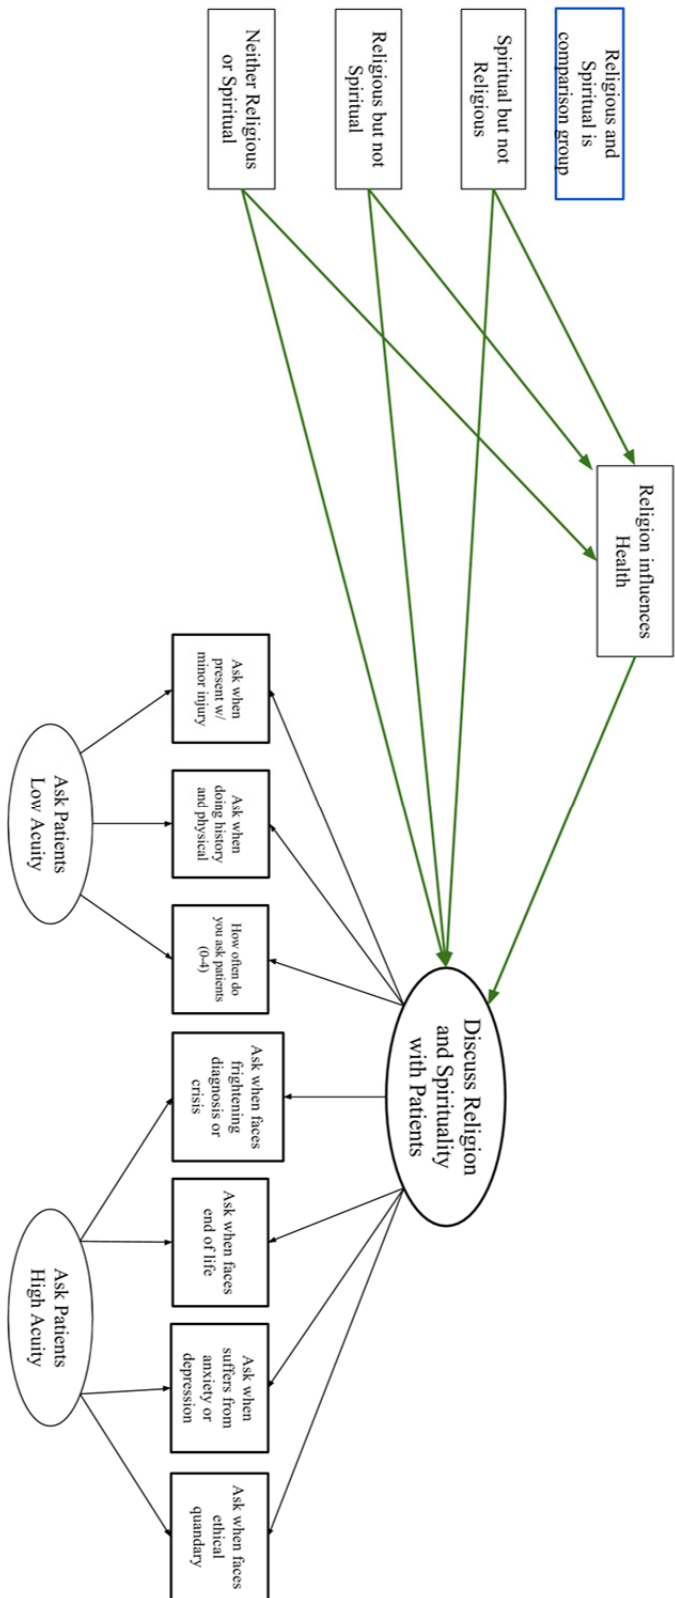 Religious and
Spiritual is
comparison group
Spiritual but not
Religious
Religious but not
Spiritual
Neither Religious
or Spiritual
Religion influences
Health
Discuss Religion
and Spirituality
with Patients
Ask when
present w/
minor injury
Ask when
doing history
and physical
How often do
you ask patients
(0-4)
Ask when faces
frightening
diagnosis or
crisis
Ask when faces
end of life
Ask when
suffers from
anxiety or
depression
Ask when faces
ethical
quandary
Ask Patients
Low Acuity
Ask Patients
High Acuity